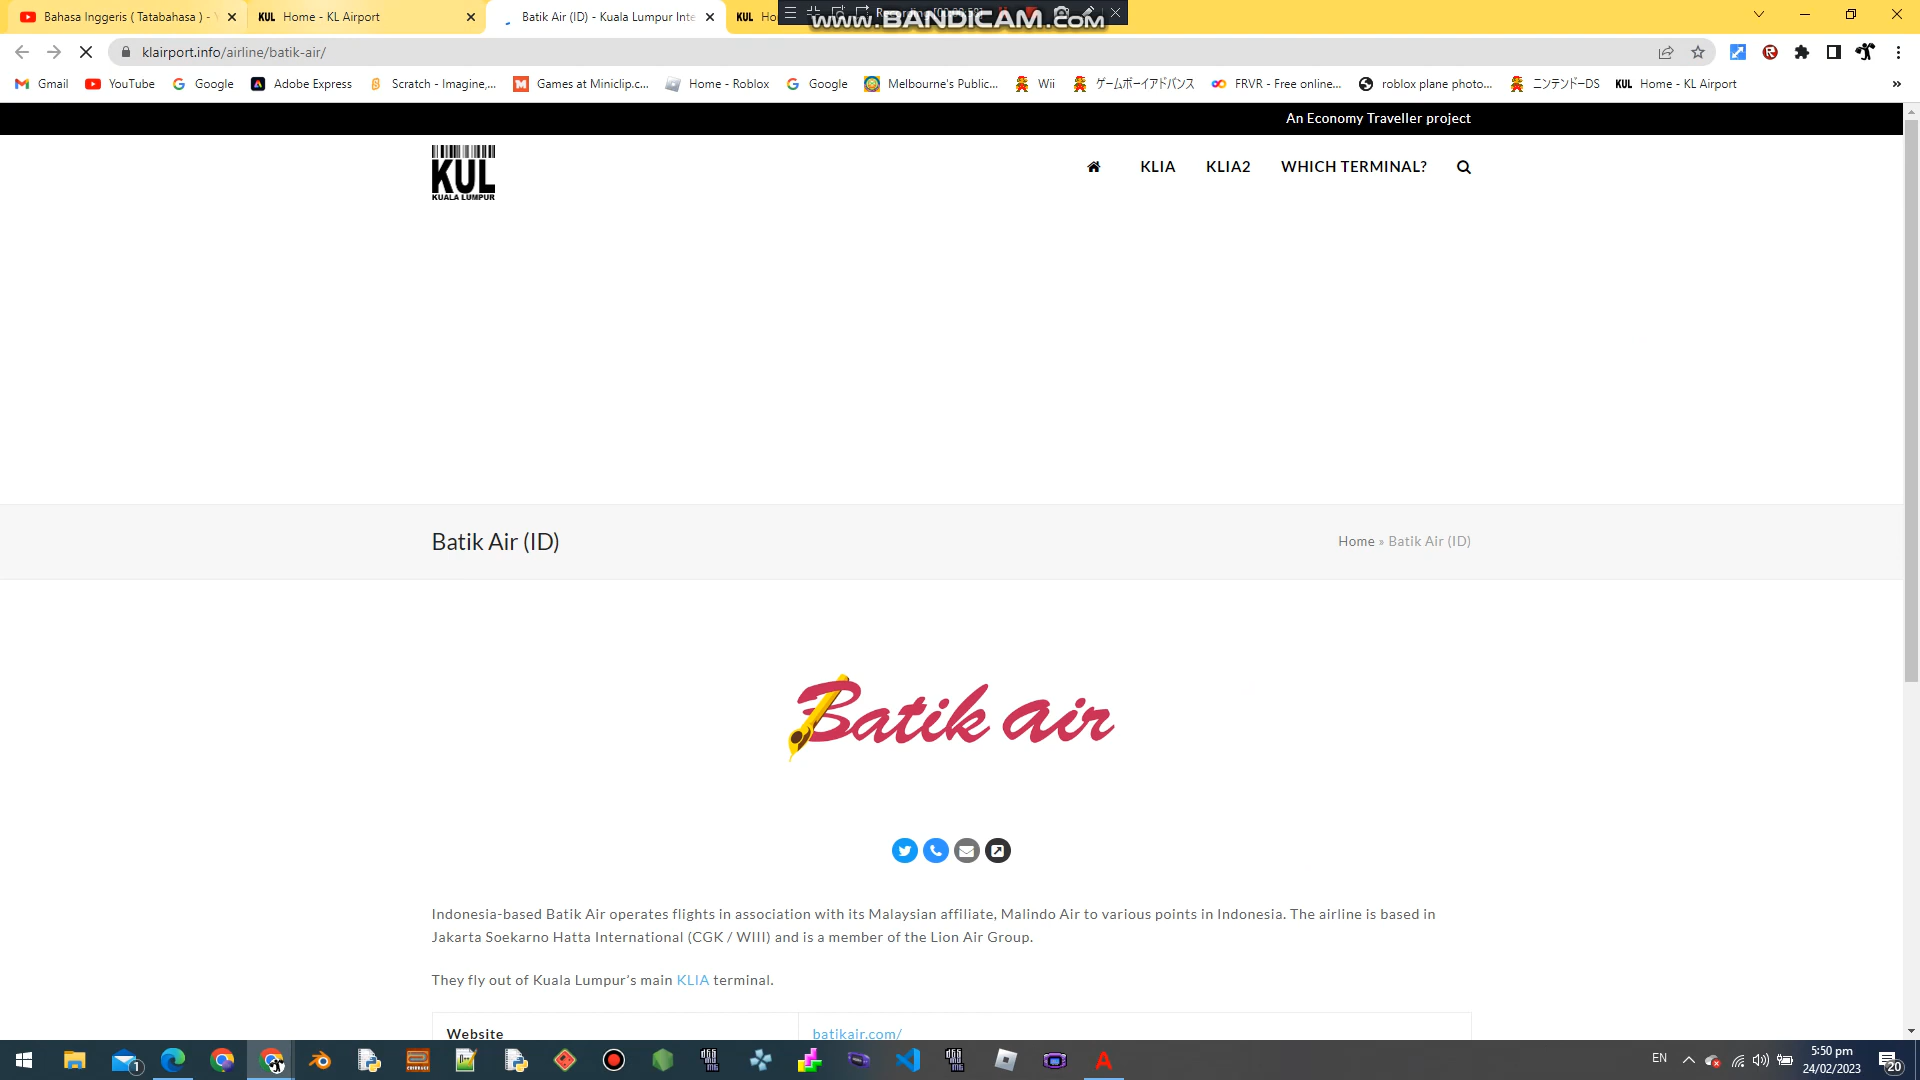 Bahasa Inggeris ( Tatabahasa ) -
KUL Home - KL Airport
Batik Air (ID) - Kuala Lumpur Inte
KUL Ho
www.BANDICAM.com
klairport.info/airline/batik-air/
Gmail YouTube Google Adobe Express Scratch - Imagine,... Games at Miniclip.c... Home - Roblox Google Melbourne's Public... Wii ゲームボーイアドバンス FRVR - Free online... roblox plane photo... ニンテンドーDS KUL Home - KL Airport »
An Economy Traveller project
KUL
KUALA LUMPUR
KLIA KLIA2 WHICH TERMINAL?
Batik Air (ID)
Home » Batik Air (ID)
Batik air
Indonesia-based Batik Air operates flights in association with its Malaysian affiliate, Malindo Air to various points in Indonesia. The airline is based in
Jakarta Soekarno Hatta International (CGK / WIII) and is a member of the Lion Air Group.
They fly out of Kuala Lumpur's main KLIA terminal.
Website batikair.com/
1
EN
5:50 pm
24/02/2023
20